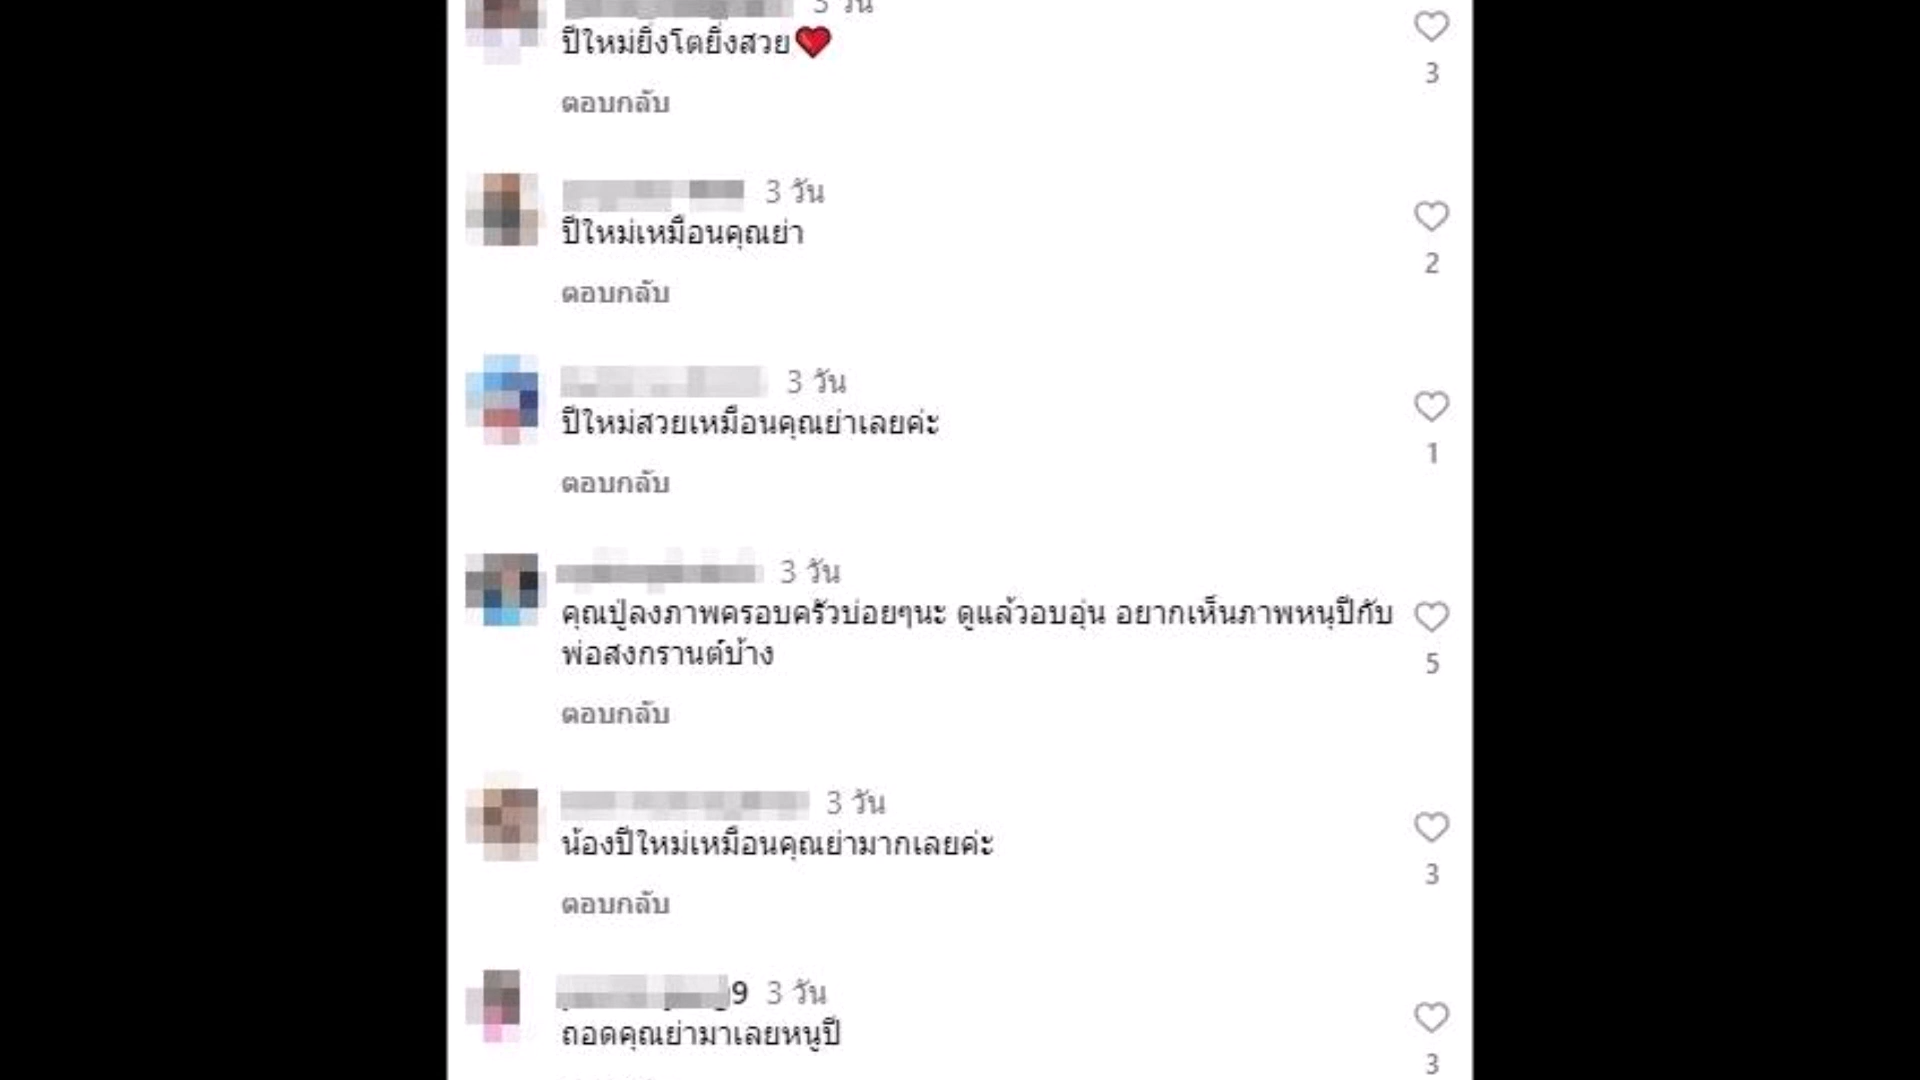 3 วัน
ปีใหม่ยิ่งโตยิ่งสวย❤️
3
ตอบกลับ
3 วัน
ปีใหม่เหมือนคุณย่า
2
ตอบกลับ
3 วัน
ปีใหม่สวยเหมือนคุณย่าเลยค่ะ
1
ตอบกลับ
3 วัน
คุณปู่ลงภาพครอบครัวบ่อยๆนะ ดูแล้วอบอุ่น อยากเห็นภาพหนุปีกับ
พ่อสงกรานต์บ้าง
5
ตอบกลับ
3 วัน
น้องปีใหม่เหมือนคุณย่ามากเลยค่ะ
3
ตอบกลับ
9 3 วัน
ถอดคุณย่ามาเลยหนูปี
3